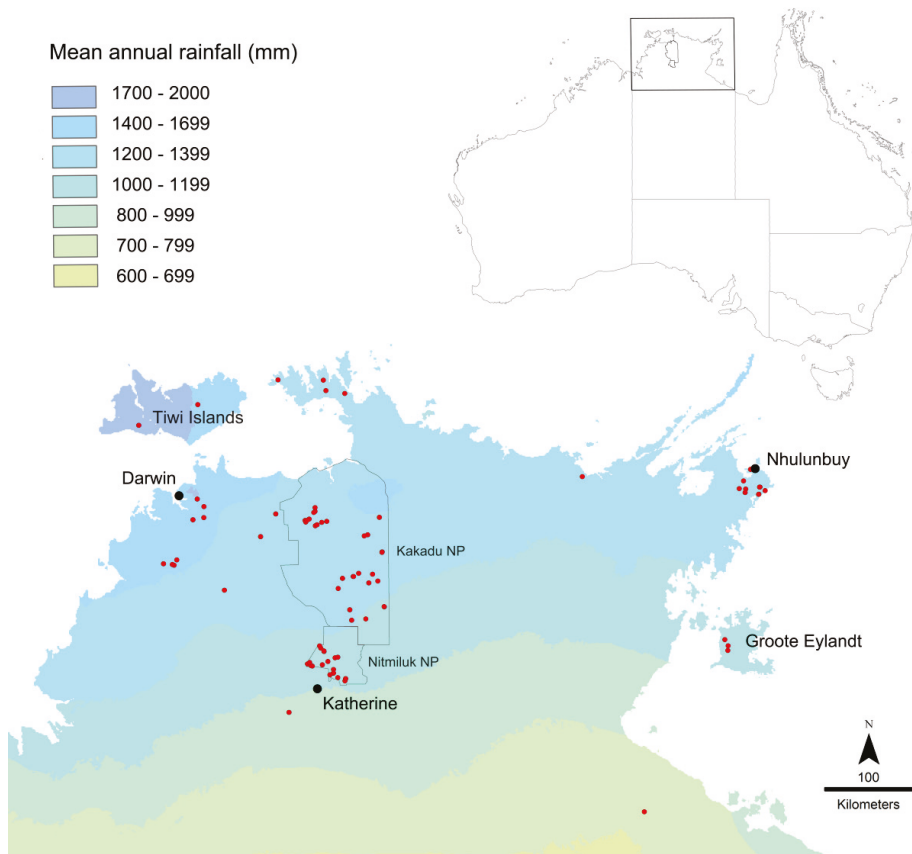 Mean annual rainfall (mm)
1700 - 2000
1400 - 1699
1200 - 1399
1000 - 1199
800 - 999
700 - 799
600 - 699
Tiwi Islands
Darwin
Nhulunbuy
Kakadu NP
Groote Eylandt
Nitmiluk NP
Katherine
N
100
Kilometers